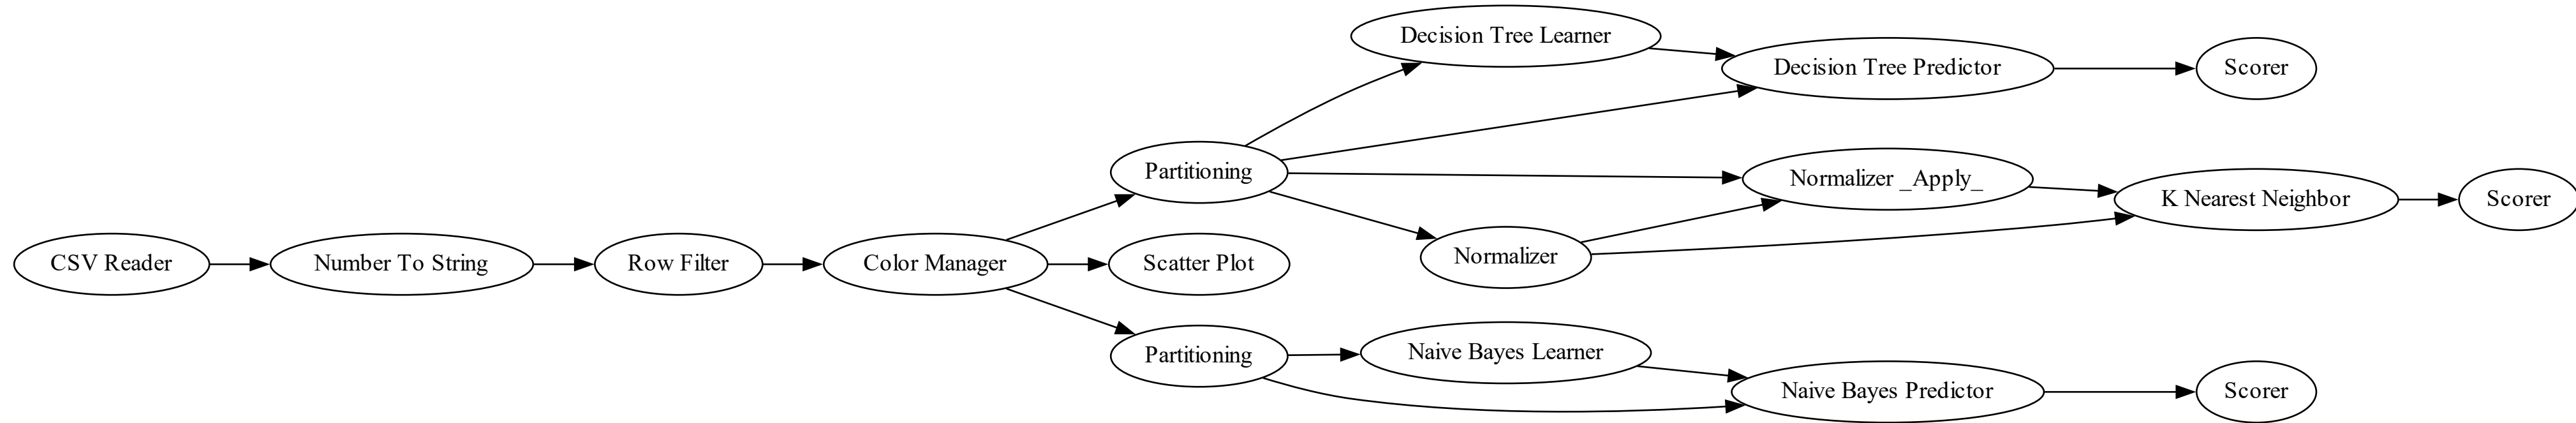 Decision Tree Learner
Decision Tree Predictor
Scorer
Partitioning
Normalizer _Apply_
K Nearest Neighbor
Scorer
CSV Reader
Number To String
Row Filter
Color Manager
Scatter Plot
Normalizer
Partitioning
Naive Bayes Learner
Naive Bayes Predictor
Scorer